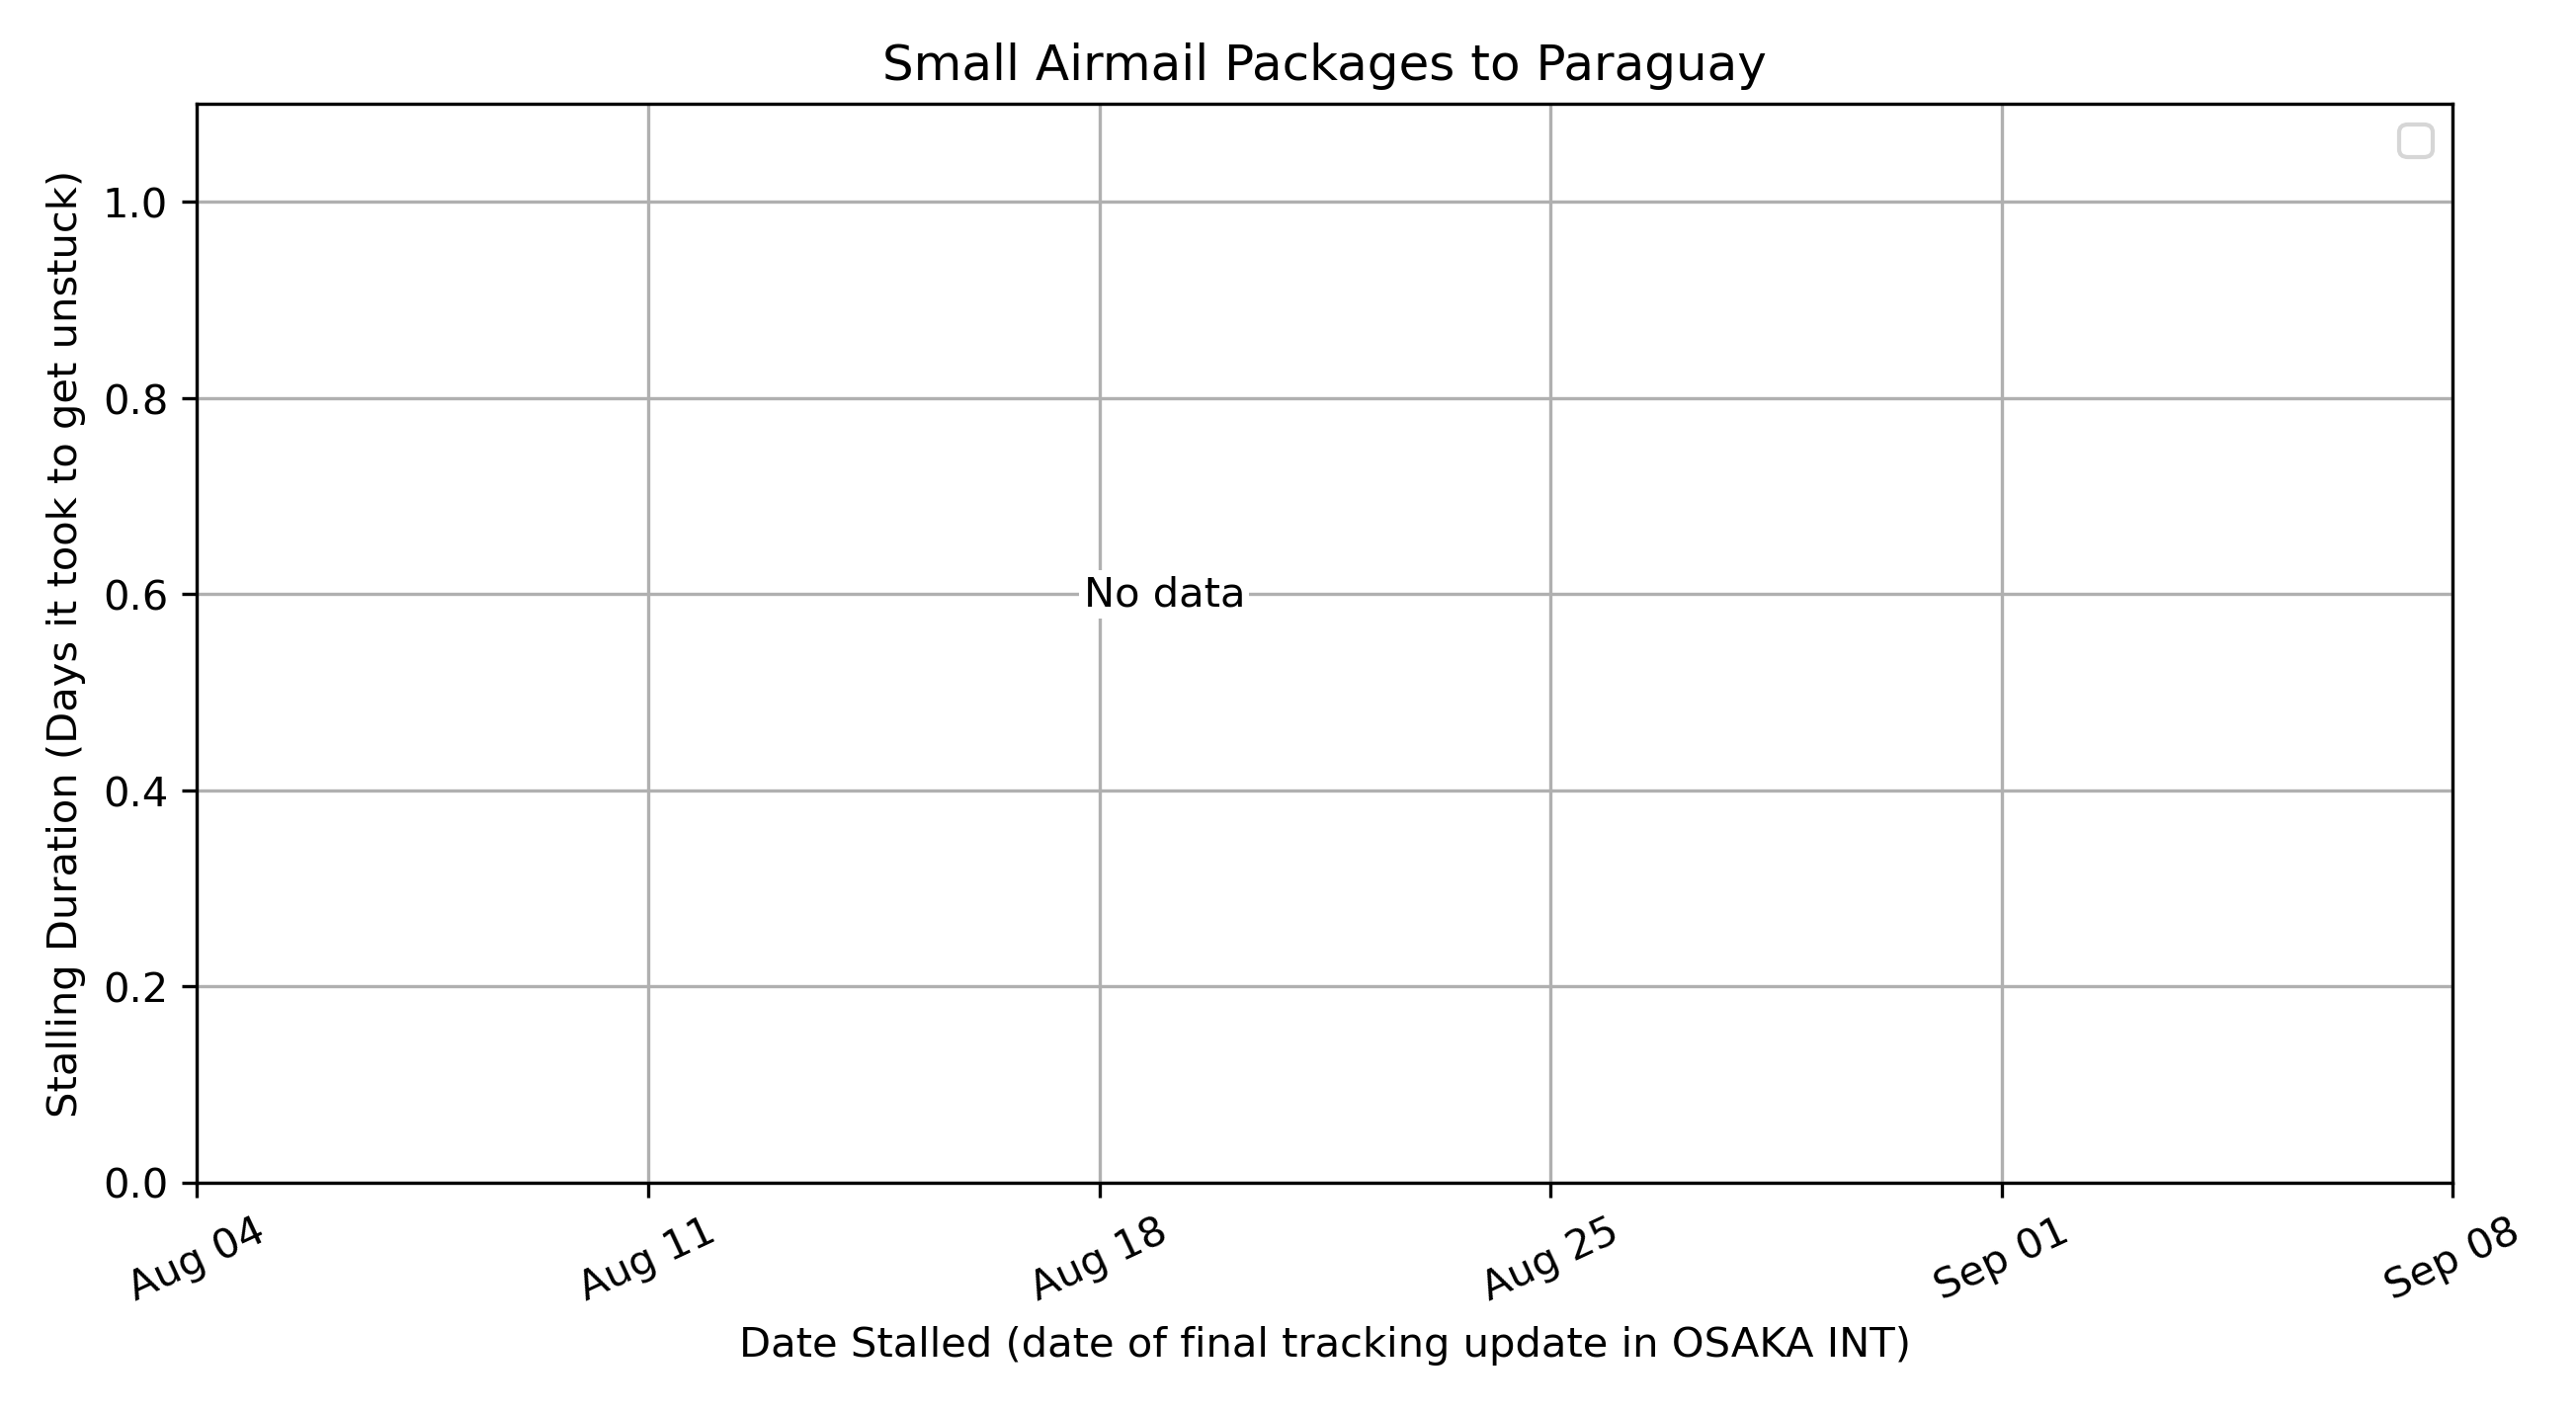 Small Airmail Packages to Paraguay
Stalling Duration (Days it took to get unstuck)
1.0
0.8
0.6
0.4
0.2
0.0
No data
Aug 04
Aug 11
Aug 18
Aug 25
Sep 01
Sep 08
Date Stalled (date of final tracking update in OSAKA INT)